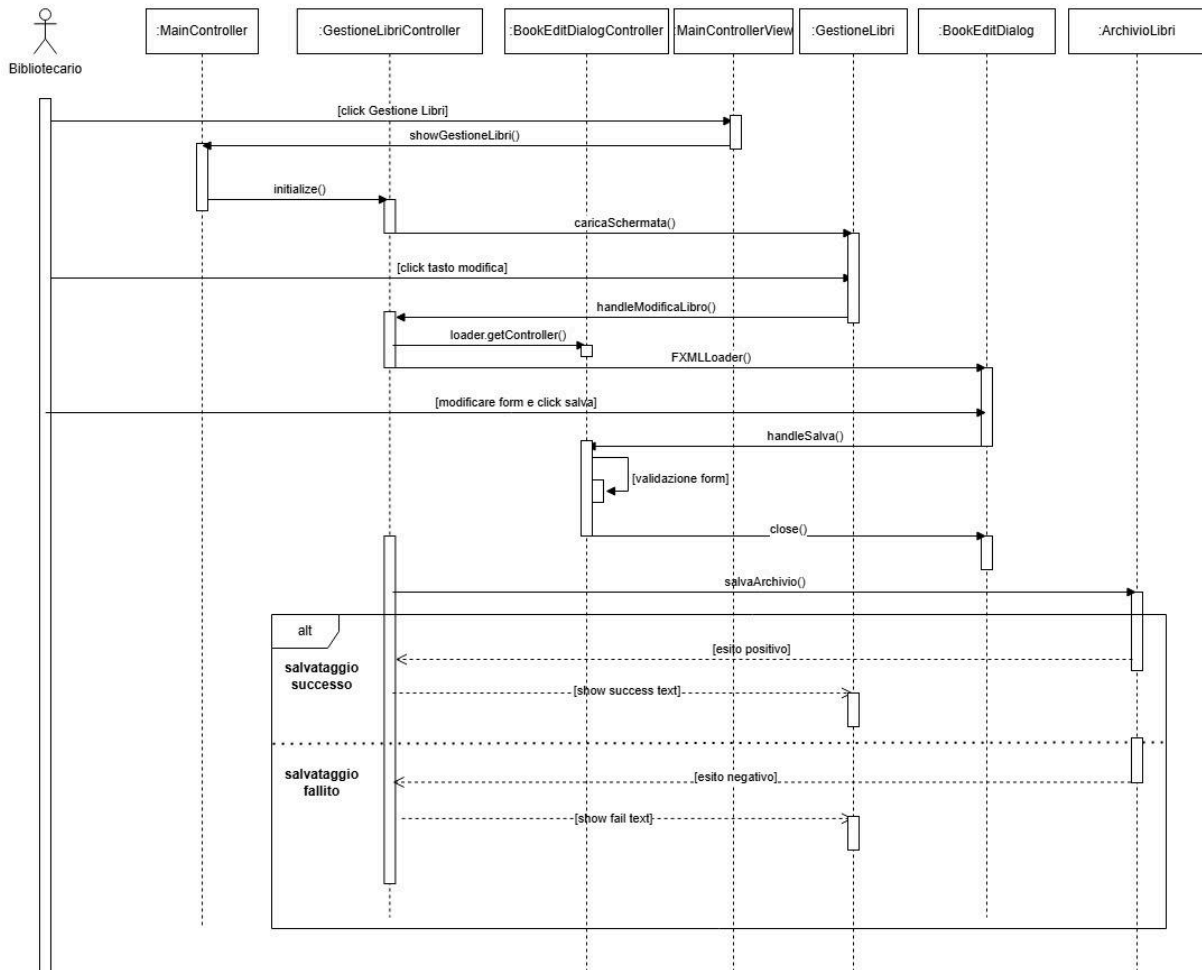 :MainController
:GestioneLibriController
:BookEditDialogController
:MainControllerView
:GestioneLibri
:BookEditDialog
:ArchivioLibri
Bibliotecario
[click Gestione Libri]
showGestioneLibri()
initialize()
caricaSchermata()
[click tasto modifica]
handleModificaLibro()
loader.getController()
FXMLLoader()
[modificare form e click salva]
handleSalva()
[validazione form]
close()
salvaArchivio()
alt
[esito positivo]
salvataggio
successo
[show success text]
salvataggio
fallito
[esito negativo]
[show fail text]